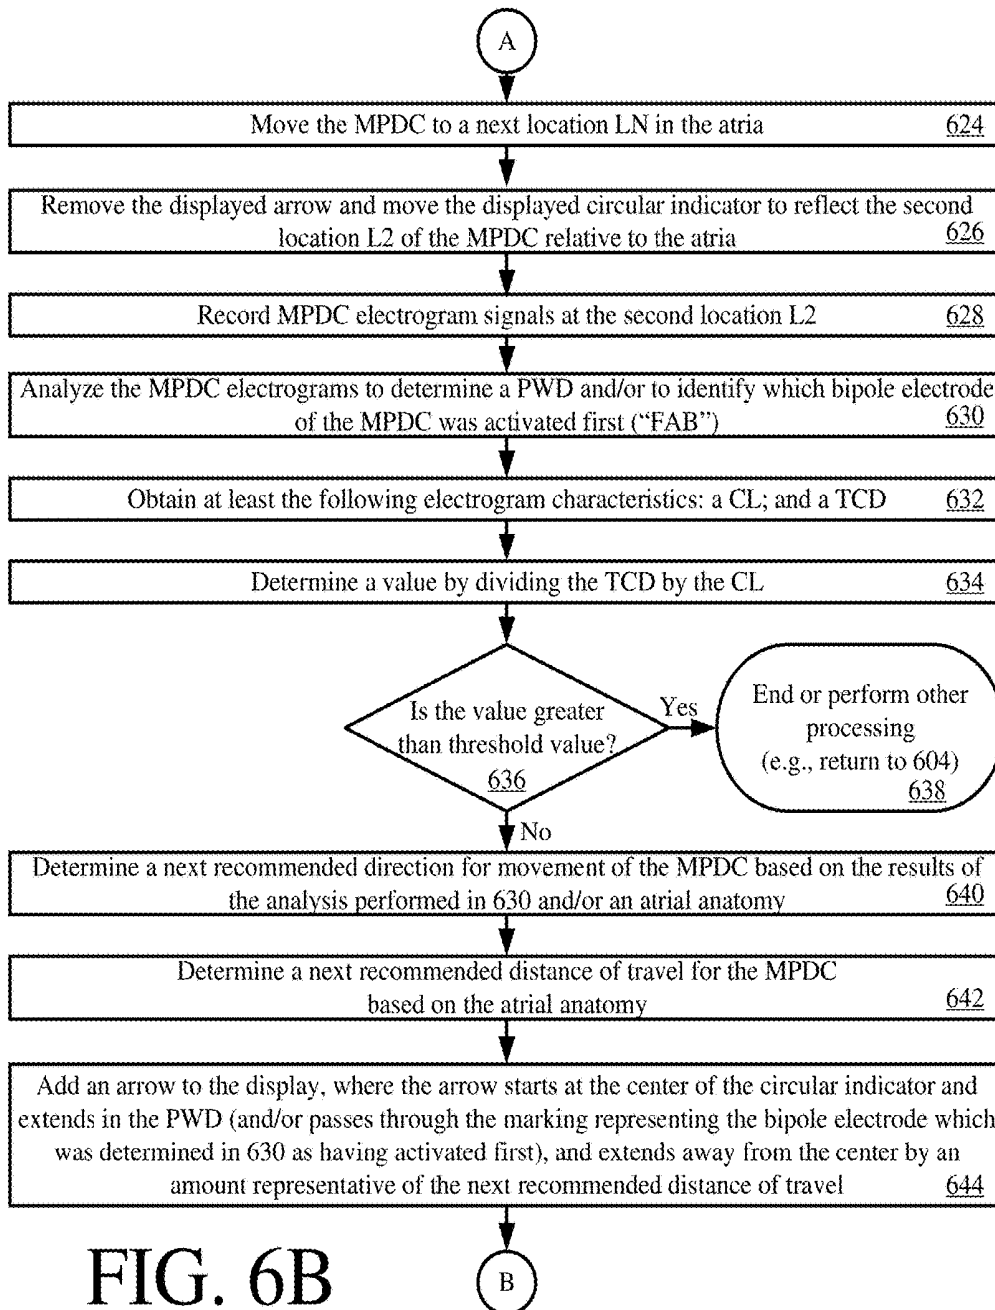 A
Move the MPDC to a next location LN in the atria 624
Remove the displayed arrow and move the displayed circular indicator to reflect the second
location L2 of the MPDC relative to the atria 626
Record MPDC electrogram signals at the second location L2 628
Analyze the MPDC electrograms to determine a PWD and/or to identify which bipole electrode
of the MPDC was activated first (“FAB”) 630
Obtain at least the following electrogram characteristics: a CL; and a TCD 632
Determine a value by dividing the TCD by the CL 634
Is the value greater
than threshold value?
636
Yes
End or perform other
processing
(e.g., return to 604)
638
No
Determine a next recommended direction for movement of the MPDC based on the results of
the analysis performed in 630 and/or an atrial anatomy 640
Determine a next recommended distance of travel for the MPDC
based on the atrial anatomy 642
Add an arrow to the display, where the arrow starts at the center of the circular indicator and
extends in the PWD (and/or passes through the marking representing the bipole electrode which
was determined in 630 as having activated first), and extends away from the center by an
amount representative of the next recommended distance of travel 644
FIG. 6B
B